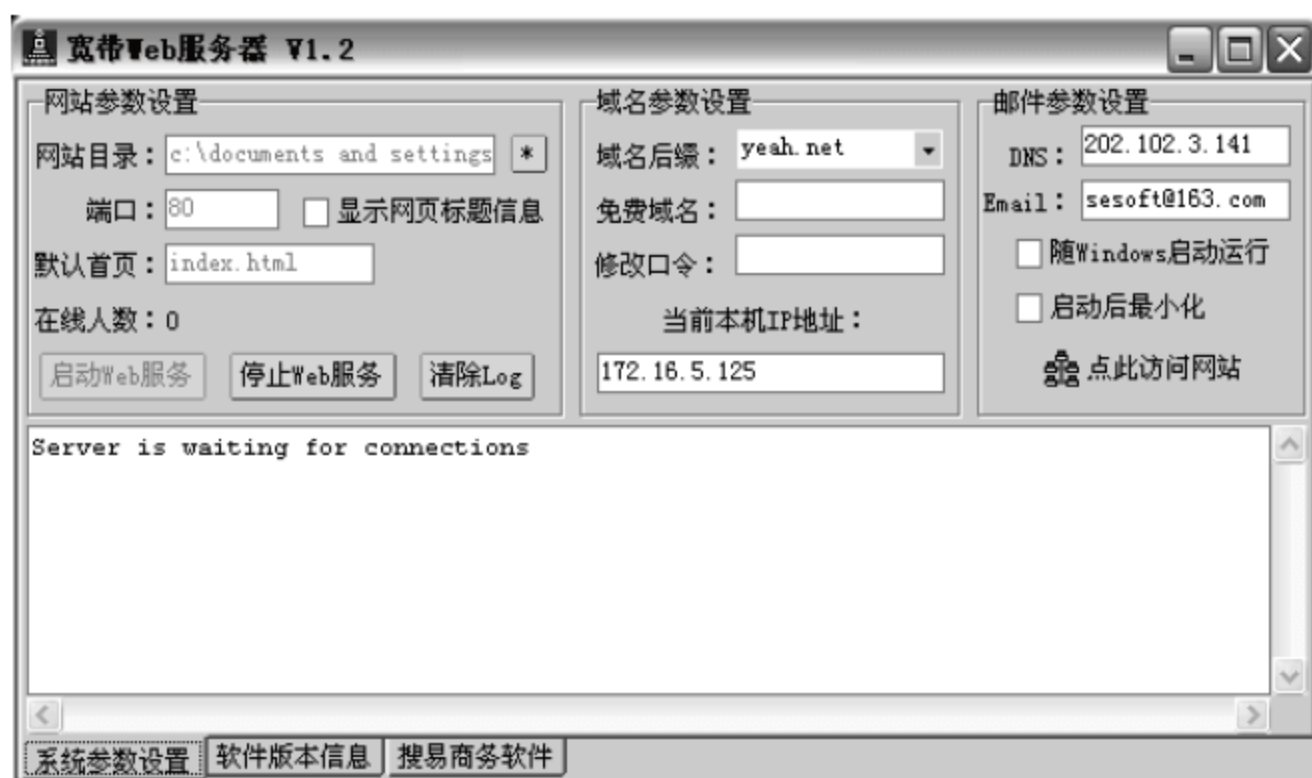 宽带Web服务器 V1.2
网站参数设置
网站目录：c:\documents and settings *
端口：80 显示网页标题信息
默认首页：index.html
在线人数：0
启动Web服务 停止Web服务 清除Log
域名参数设置
域名后缀： yeah.net
免费域名：
修改口令：
当前本机IP地址：
172.16.5.125
邮件参数设置
DNS： 202.102.3.141
Email： sesoft@163.com
随Windows启动运行
启动后最小化
点此访问网站
Server is waiting for connections
系统参数设置 软件版本信息 搜易商务软件